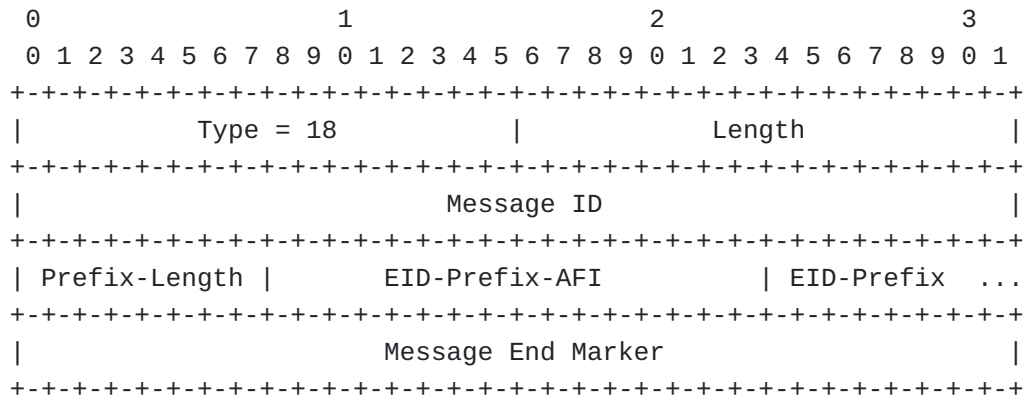 0                   1                   2                   3
 0 1 2 3 4 5 6 7 8 9 0 1 2 3 4 5 6 7 8 9 0 1 2 3 4 5 6 7 8 9 0 1
+-+-+-+-+-+-+-+-+-+-+-+-+-+-+-+-+-+-+-+-+-+-+-+-+-+-+-+-+-+-+-+-+
|           Type = 18           |            Length             |
+-+-+-+-+-+-+-+-+-+-+-+-+-+-+-+-+-+-+-+-+-+-+-+-+-+-+-+-+-+-+-+-+
|                           Message ID                          |
+-+-+-+-+-+-+-+-+-+-+-+-+-+-+-+-+-+-+-+-+-+-+-+-+-+-+-+-+-+-+-+-+
| Prefix-Length |       EID-Prefix-AFI          | EID-Prefix  ...
+-+-+-+-+-+-+-+-+-+-+-+-+-+-+-+-+-+-+-+-+-+-+-+-+-+-+-+-+-+-+-+-+
|                       Message End Marker                      |
+-+-+-+-+-+-+-+-+-+-+-+-+-+-+-+-+-+-+-+-+-+-+-+-+-+-+-+-+-+-+-+-+